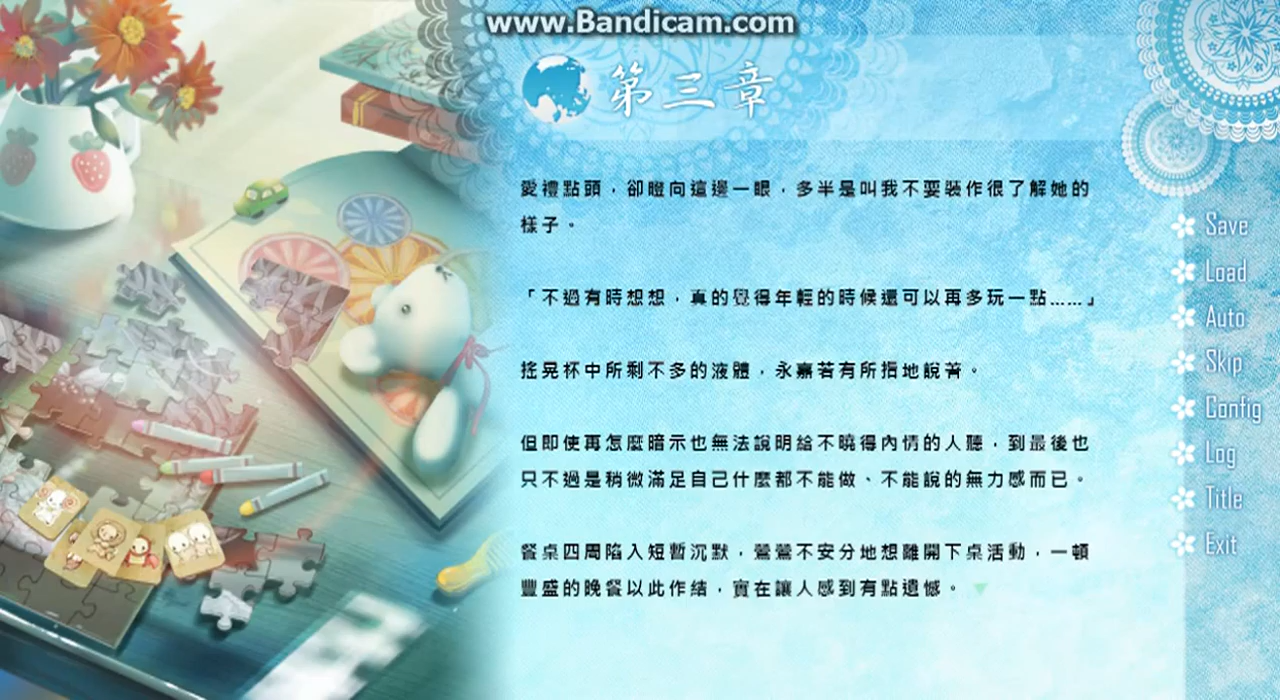 www.Bandicam.com
第三章
愛禮點頭，卻瞪向這邊一眼，多半是叫我不要裝作很了解她的
樣子。
「不過有時想想，真的覺得年輕的時候還可以再多玩一點……」
搖晃杯中所剩不多的液體，永嘉若有所指地說著。
但即使再怎麼暗示也無法說明給不曉得內情的人聽，到最後也
只不過是稍微滿足自己什麼都不能做、不能說的無力感而已。
餐桌四周陷入短暫沉默，鶯鶯不安分地想離開下桌活動，一頓
豐盛的晚餐以此作結，實在讓人感到有點遺憾。
Save
Load
Auto
Skip
Config
Log
Title
Exit